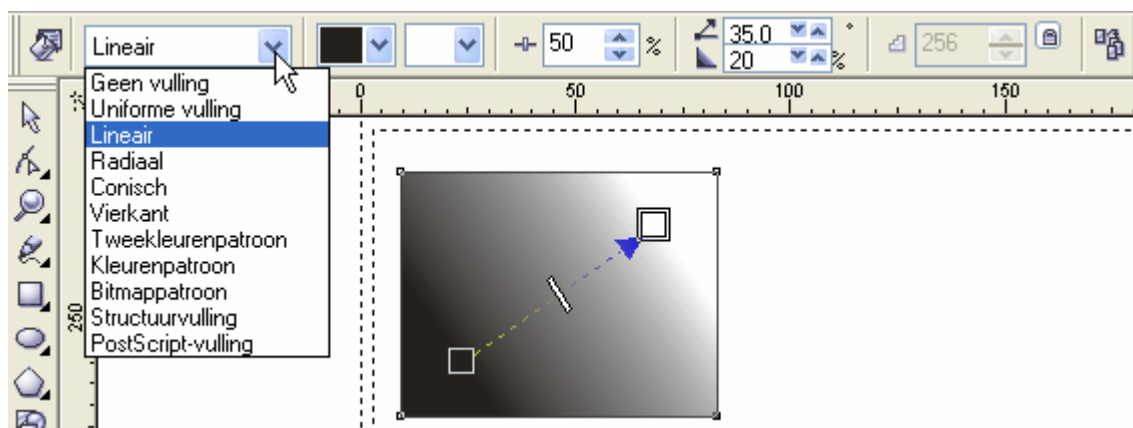 Lineair 50 % 35.0 ° 256
20 %
Geen vulling
Uniforme vulling
Lineair
Radiaal
Conisch
Vierkant
Tweekleurenpatroon
Kleurenpatroon
Bitmappatroon
Structuurvulling
PostScript-vulling
0 50 100 150
250